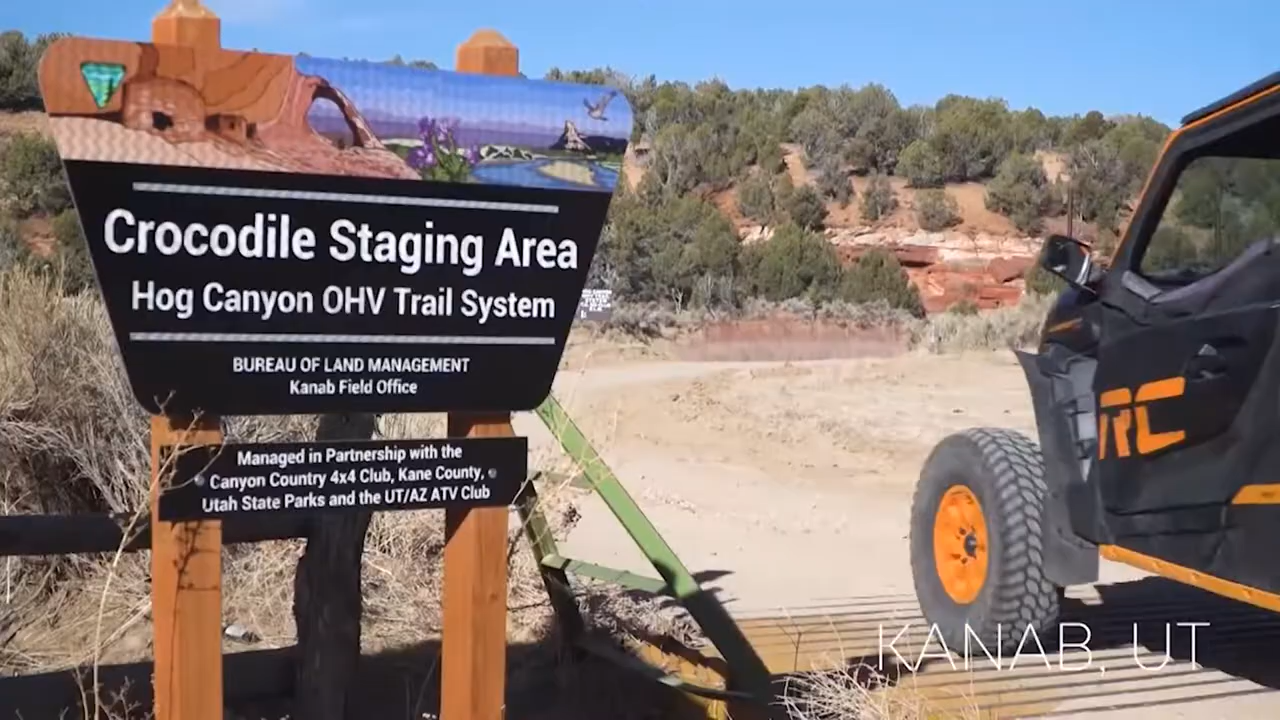 Crocodile Staging Area
Hog Canyon OHV Trail System
BUREAU OF LAND MANAGEMENT
Kanab Field Office
Managed in Partnership with the
Canyon Country 4x4 Club, Kane County,
Utah State Parks and the UT/AZ ATV Club
RC
KANAB, UT